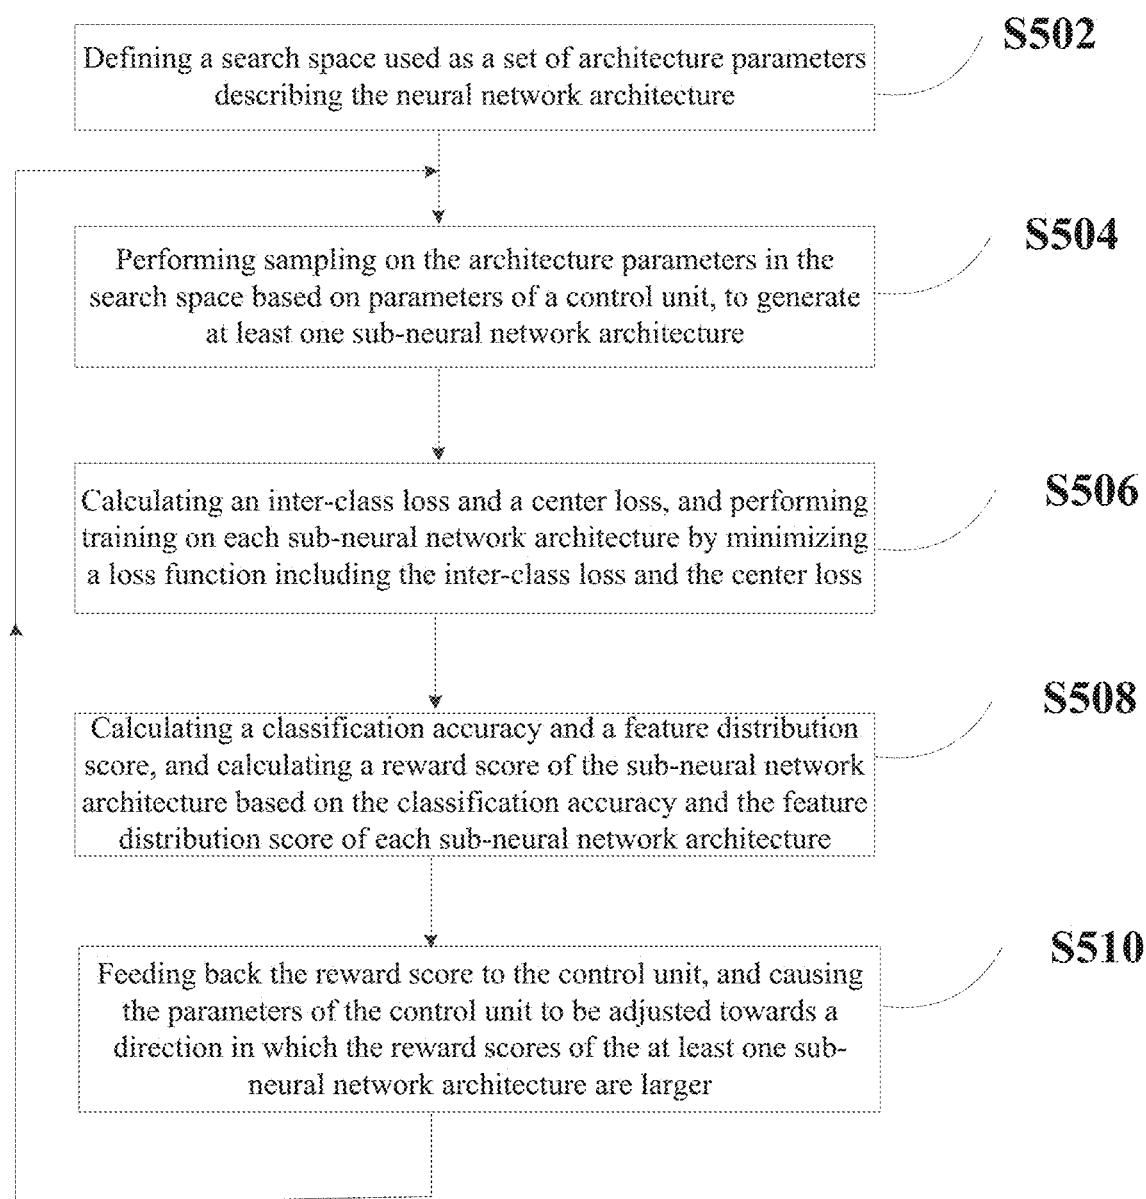 S502
Defining a search space used as a set of architecture parameters
describing the neural network architecture
S504
Performing sampling on the architecture parameters in the
search space based on parameters of a control unit, to generate
at least one sub-neural network architecture
S506
Calculating an inter-class loss and a center loss, and performing
training on each sub-neural network architecture by minimizing
a loss function including the inter-class loss and the center loss
S508
Calculating a classification accuracy and a feature distribution
score, and calculating a reward score of the sub-neural network
architecture based on the classification accuracy and the feature
distribution score of each sub-neural network architecture
S510
Feeding back the reward score to the control unit, and causing
the parameters of the control unit to be adjusted towards a
direction in which the reward scores of the at least one sub-
neural network architecture are larger